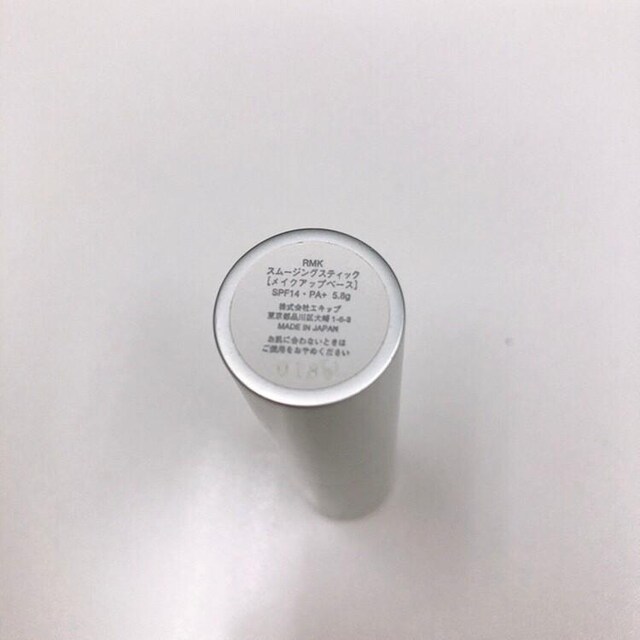 RMK
スムージングスティック
[メイクアップベース]
SPF14・PA+ 5.8g
株式会社エキップ
東京都品川区大崎1-6-3
MADE IN JAPAN
お肌に合わないときは
ご使用をおやめください